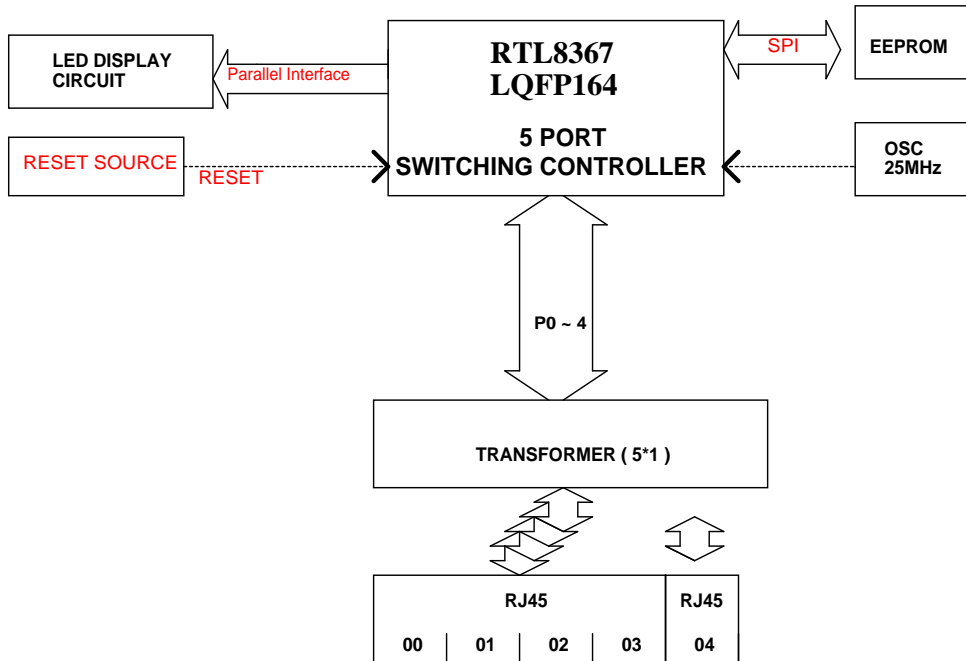 LED DISPLAY
CIRCUIT
Parallel Interface
RTL8367
LQFP164
5 PORT
SWITCHING CONTROLLER
SPI
EEPROM
RESET SOURCE
RESET
OSC
25MHz
P0 ~ 4
TRANSFORMER ( 5*1 )
RJ45
RJ45
00
01
02
03
04